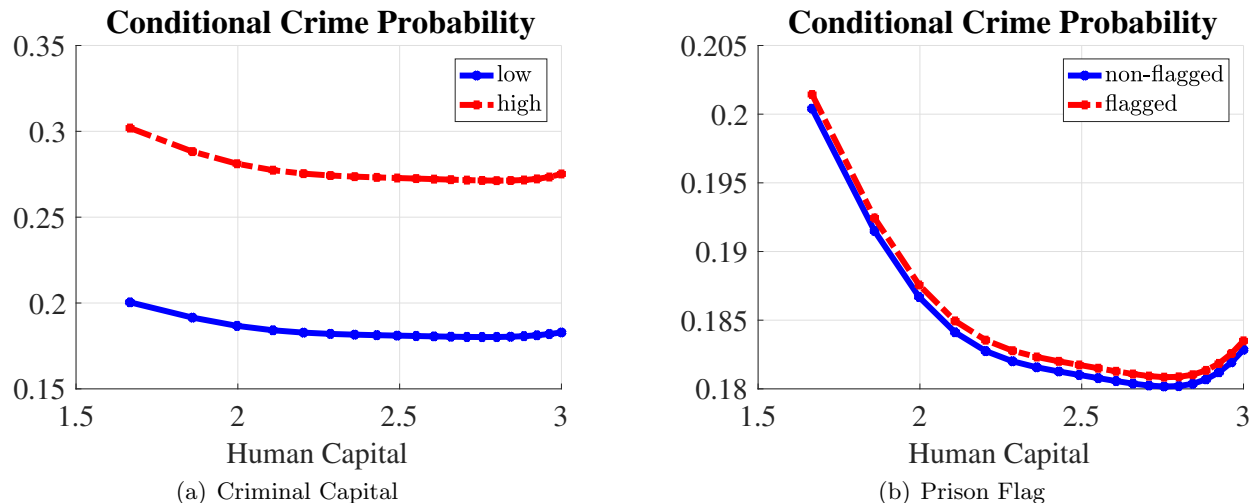 Conditional Crime Probability
0.35
0.3
0.25
0.2
0.15
1.5
2
2.5
3
low
high
Human Capital
(a) Criminal Capital
Conditional Crime Probability
0.205
0.2
0.195
0.19
0.185
0.18
1.5
2
2.5
3
non-flagged
flagged
Human Capital
(b) Prison Flag